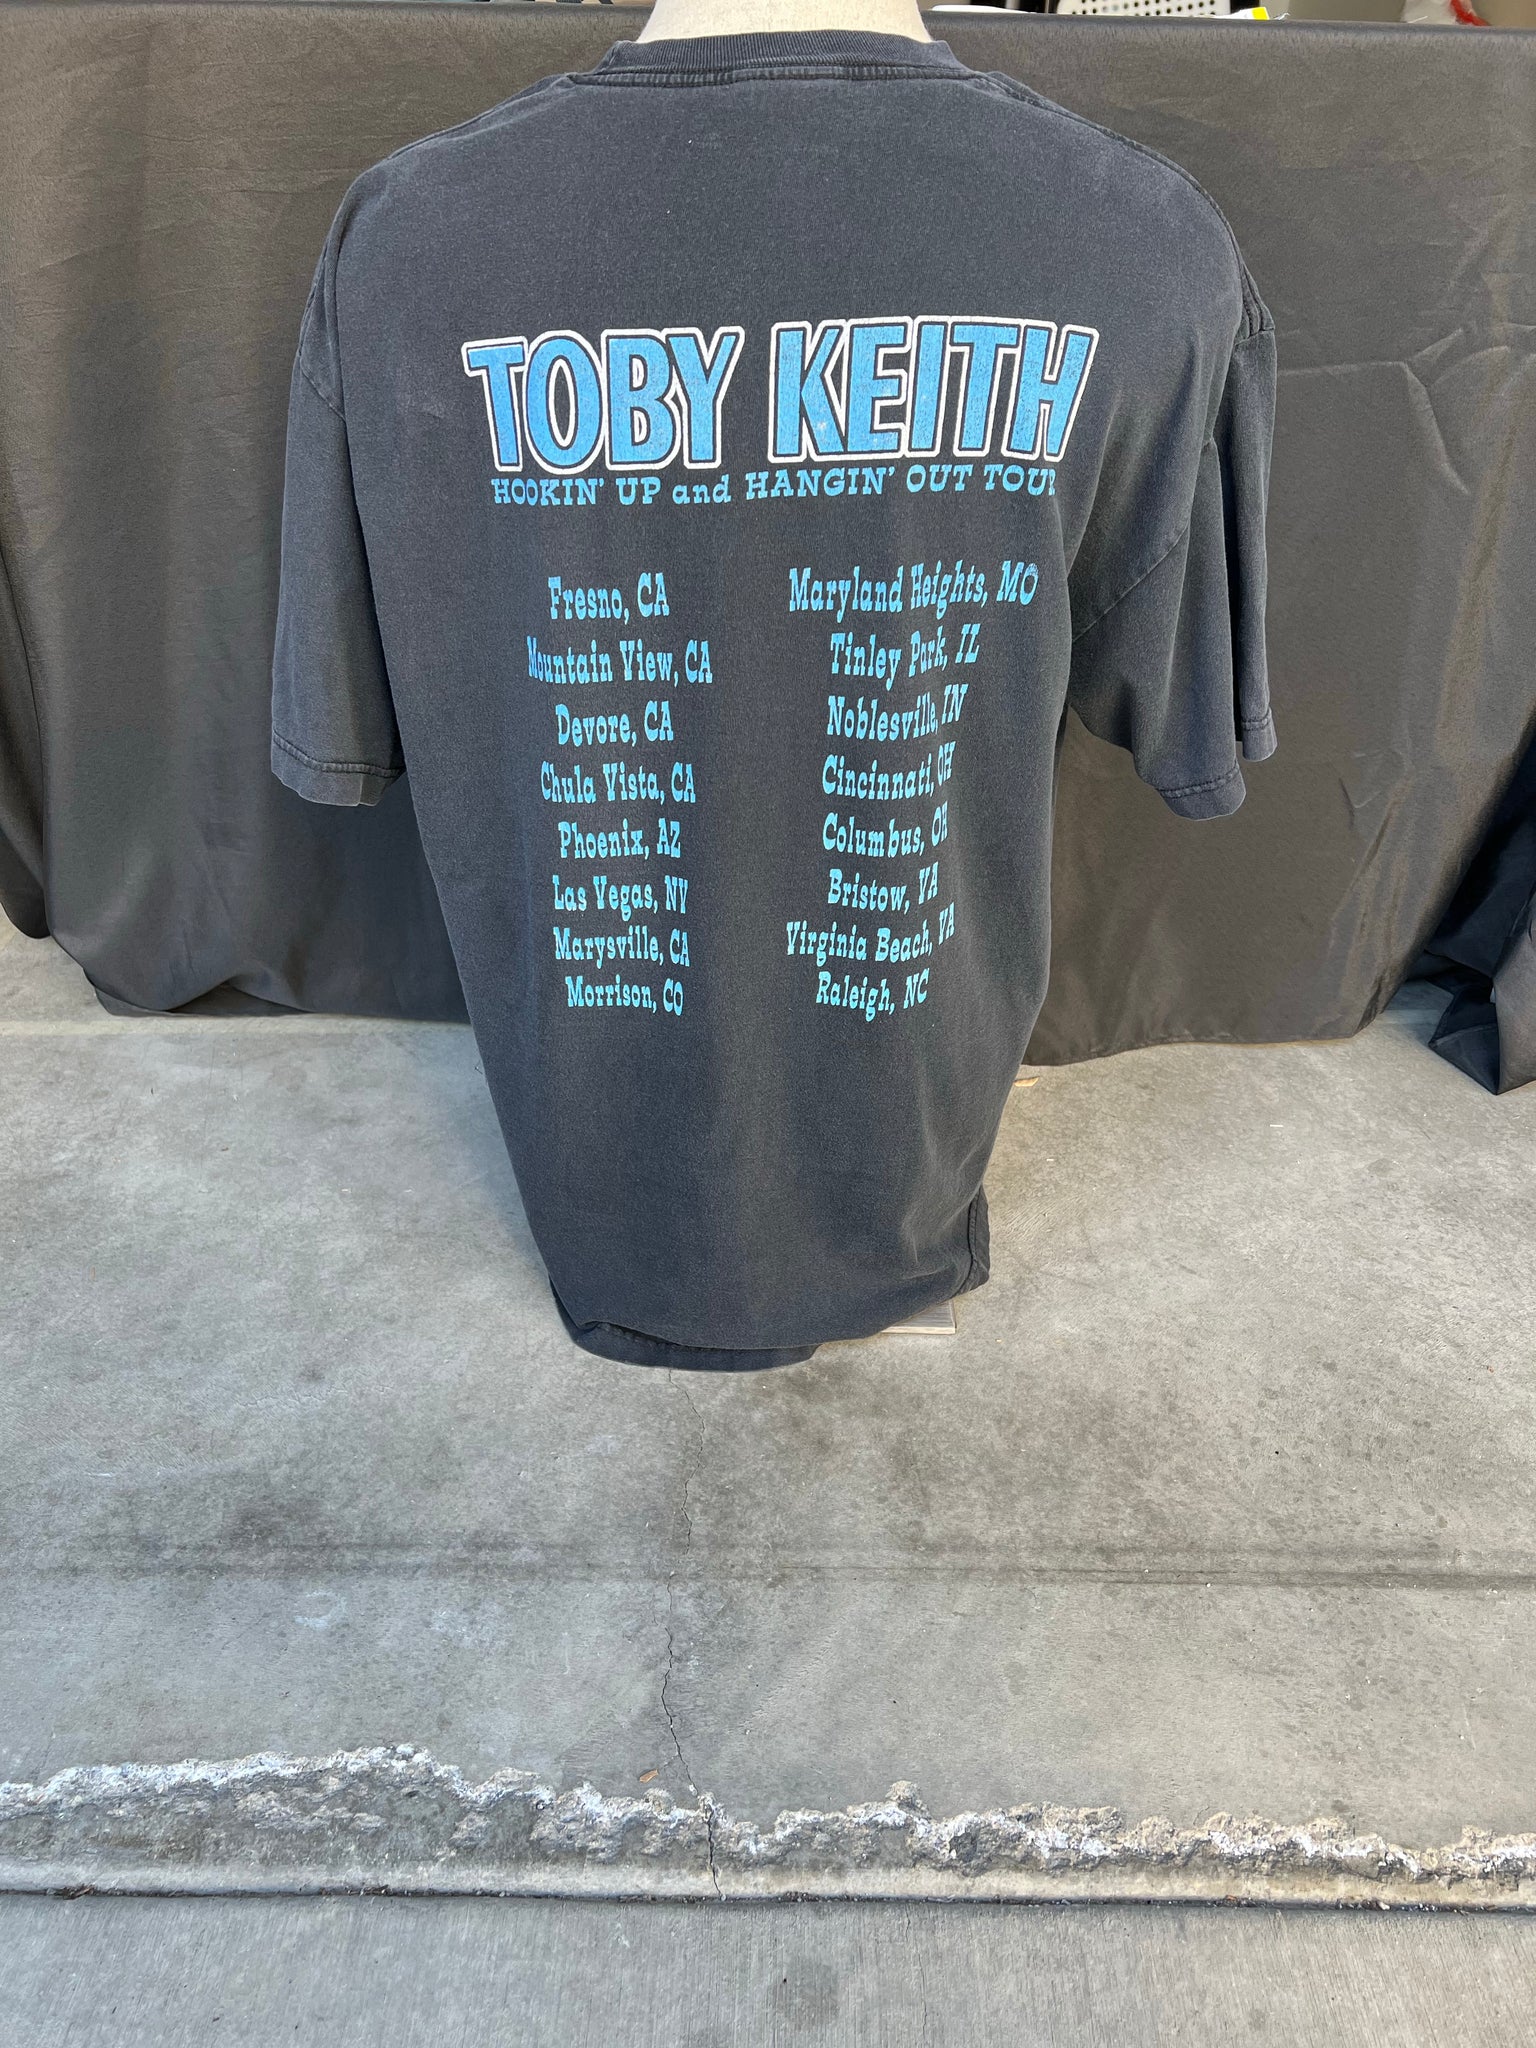 TOBY KEITH
HOOKIN' UP and HANGIN' OUT TOUR
Fresno, CA
Mountain View, CA
Devore, CA
Chula Vista, CA
Phoenix, AZ
Las Vegas, NV
Marysville, CA
Morrison, CO
Maryland Heights, MO
Tinley Park, IL
Noblesville, IN
Cincinnati, OH
Columbus, OH
Bristow, VA
Virginia Beach, VA
Raleigh, NC